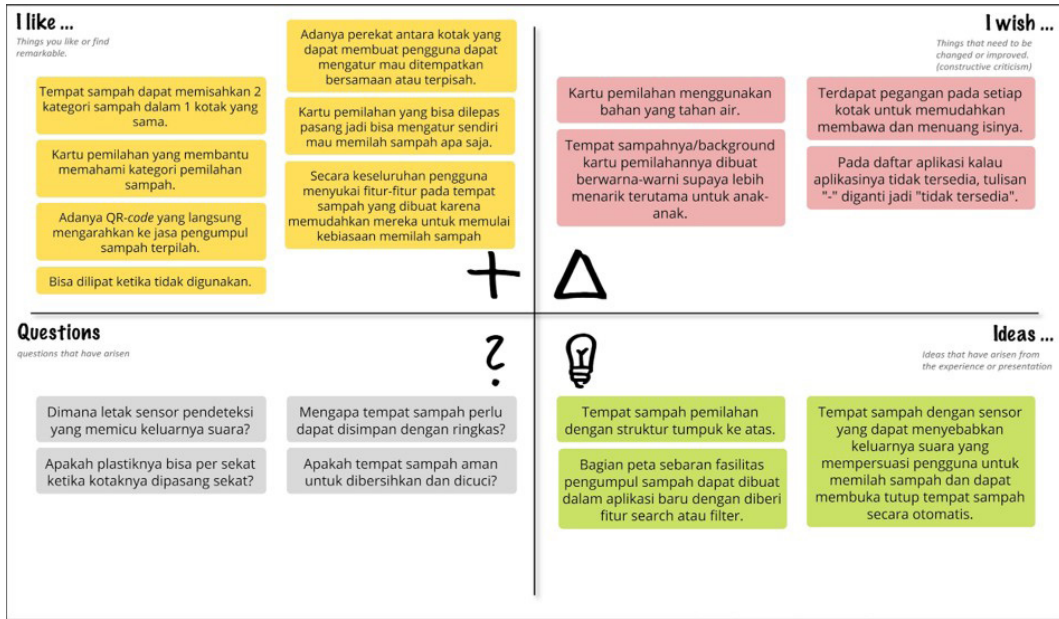 I like ...
Things you like or find
remarkable.
Tempat sampah dapat memisahkan 2
kategori sampah dalam 1 kotak yang
sama.
Kartu pemilahan yang membantu
memahami kategori pemilahan
sampah.
Adanya QR-code yang langsung
mengarahkan ke jasa pengumpul
sampah terpilah.
Bisa dilipat ketika tidak digunakan.
Adanya perekat antara kotak yang
dapat membuat pengguna dapat
mengatur mau ditempatkan
bersamaan atau terpisah.
Kartu pemilahan yang bisa dilepas
pasang jadi bisa mengatur sendiri
mau memilah sampah apa saja.
Secara keseluruhan pengguna
menyukai fitur-fitur pada tempat
sampah yang dibuat karena
memudahkan mereka untuk memulai
kebiasaan memilah sampah
I wish ...
Things that need to be
changed or improved.
(constructive criticism)
Kartu pemilahan menggunakan
bahan yang tahan air.
Tempat sampahnya/background
kartu pemilahannya dibuat
berwarna-warni supaya lebih
menarik terutama untuk anak-
anak.
Terdapat pegangan pada setiap
kotak untuk memudahkan
membawa dan menuang isinya.
Pada daftar aplikasi kalau
aplikasinya tidak tersedia, tulisan
"-" diganti jadi "tidak tersedia".
Questions
questions that have arisen
Dimana letak sensor pendeteksi
yang memicu keluarnya suara?
Apakah plastiknya bisa per sekat
ketika kotaknya dipasang sekat?
Mengapa tempat sampah perlu
dapat disimpan dengan ringkas?
Apakah tempat sampah aman
untuk dibersihkan dan dicuci?
Ideas ...
Ideas that have arisen from
the experience or presentation
Tempat sampah pemilahan
dengan struktur tumpuk ke atas.
Bagian peta sebaran fasilitas
pengumpul sampah dapat dibuat
dalam aplikasi baru dengan diberi
fitur search atau filter.
Tempat sampah dengan sensor
yang dapat menyebabkan
keluarnya suara yang
mempersuasi pengguna untuk
memilah sampah dan dapat
membuka tutup tempat sampah
secara otomatis.